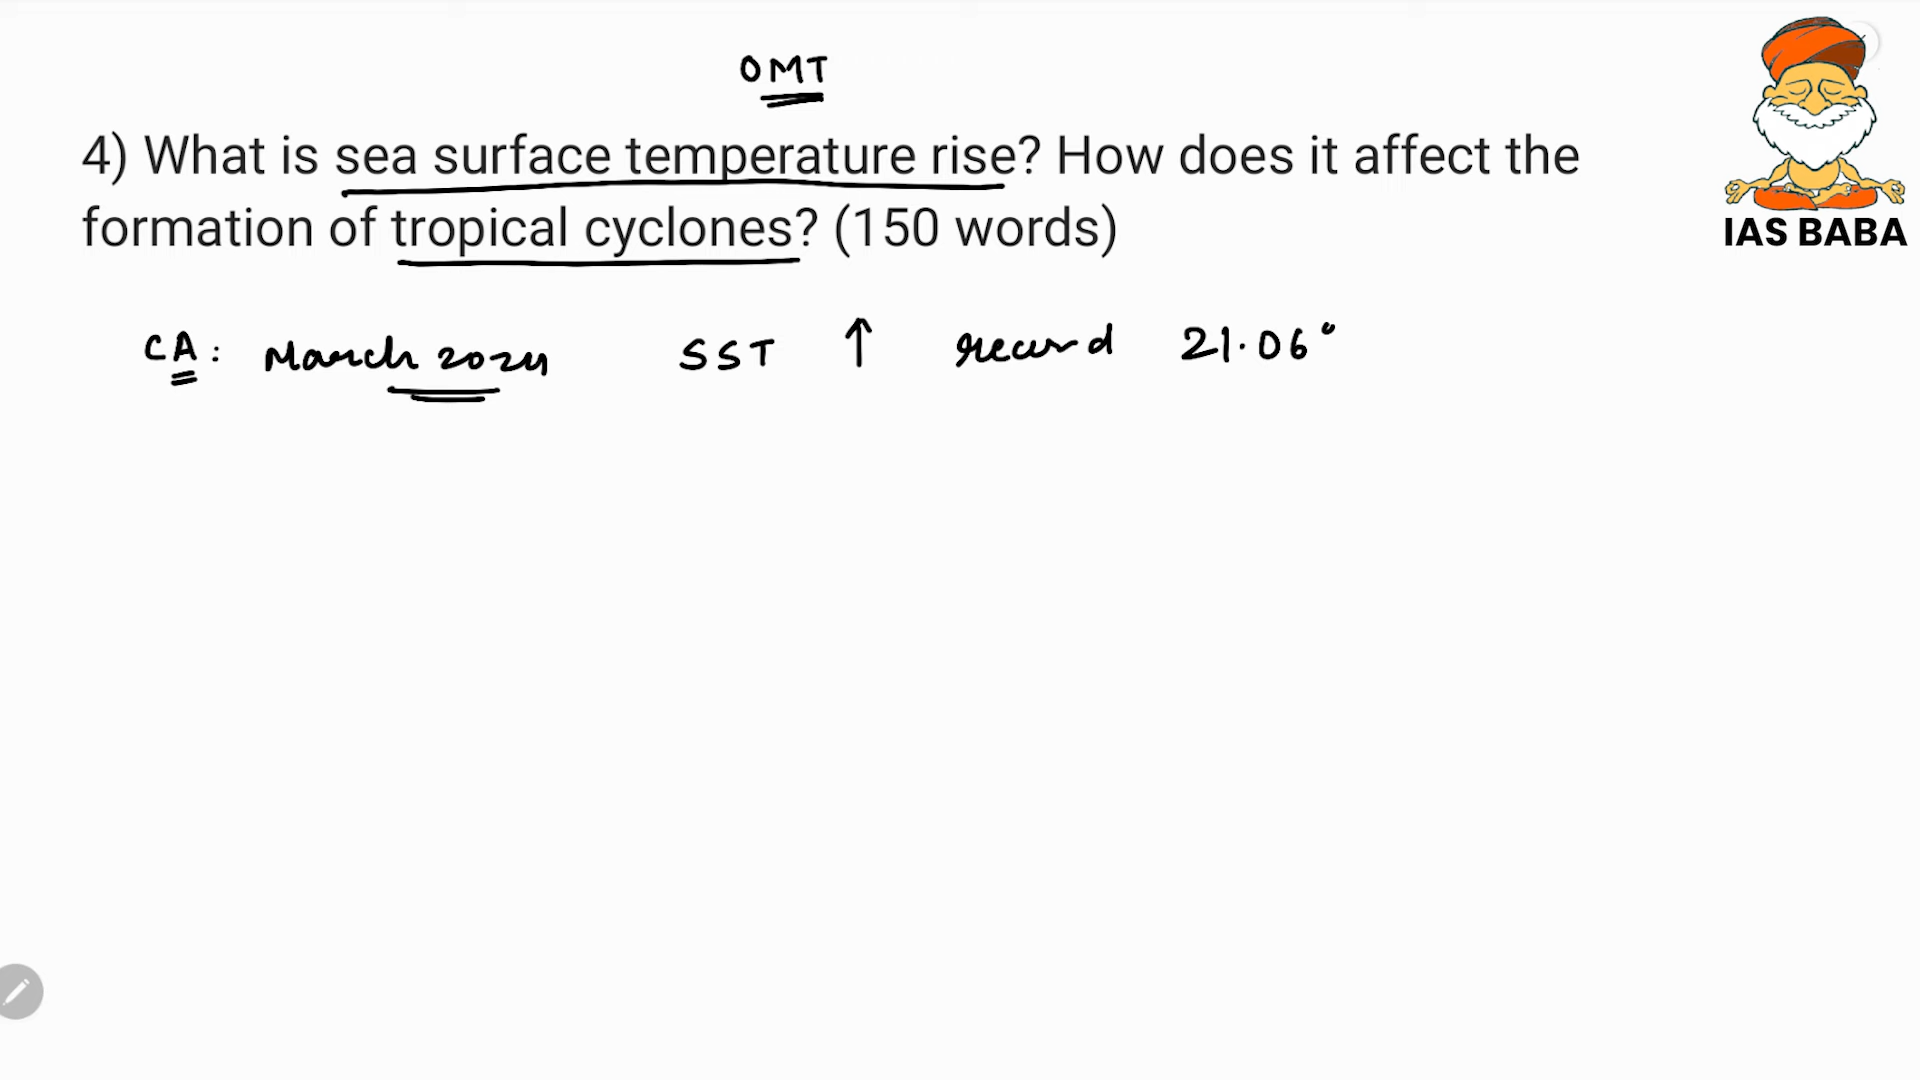 OMT
4) What is sea surface temperature rise? How does it affect the
formation of tropical cyclones? (150 words)
IAS BABA
CA: March 2024 SST ↑ record 21.06°